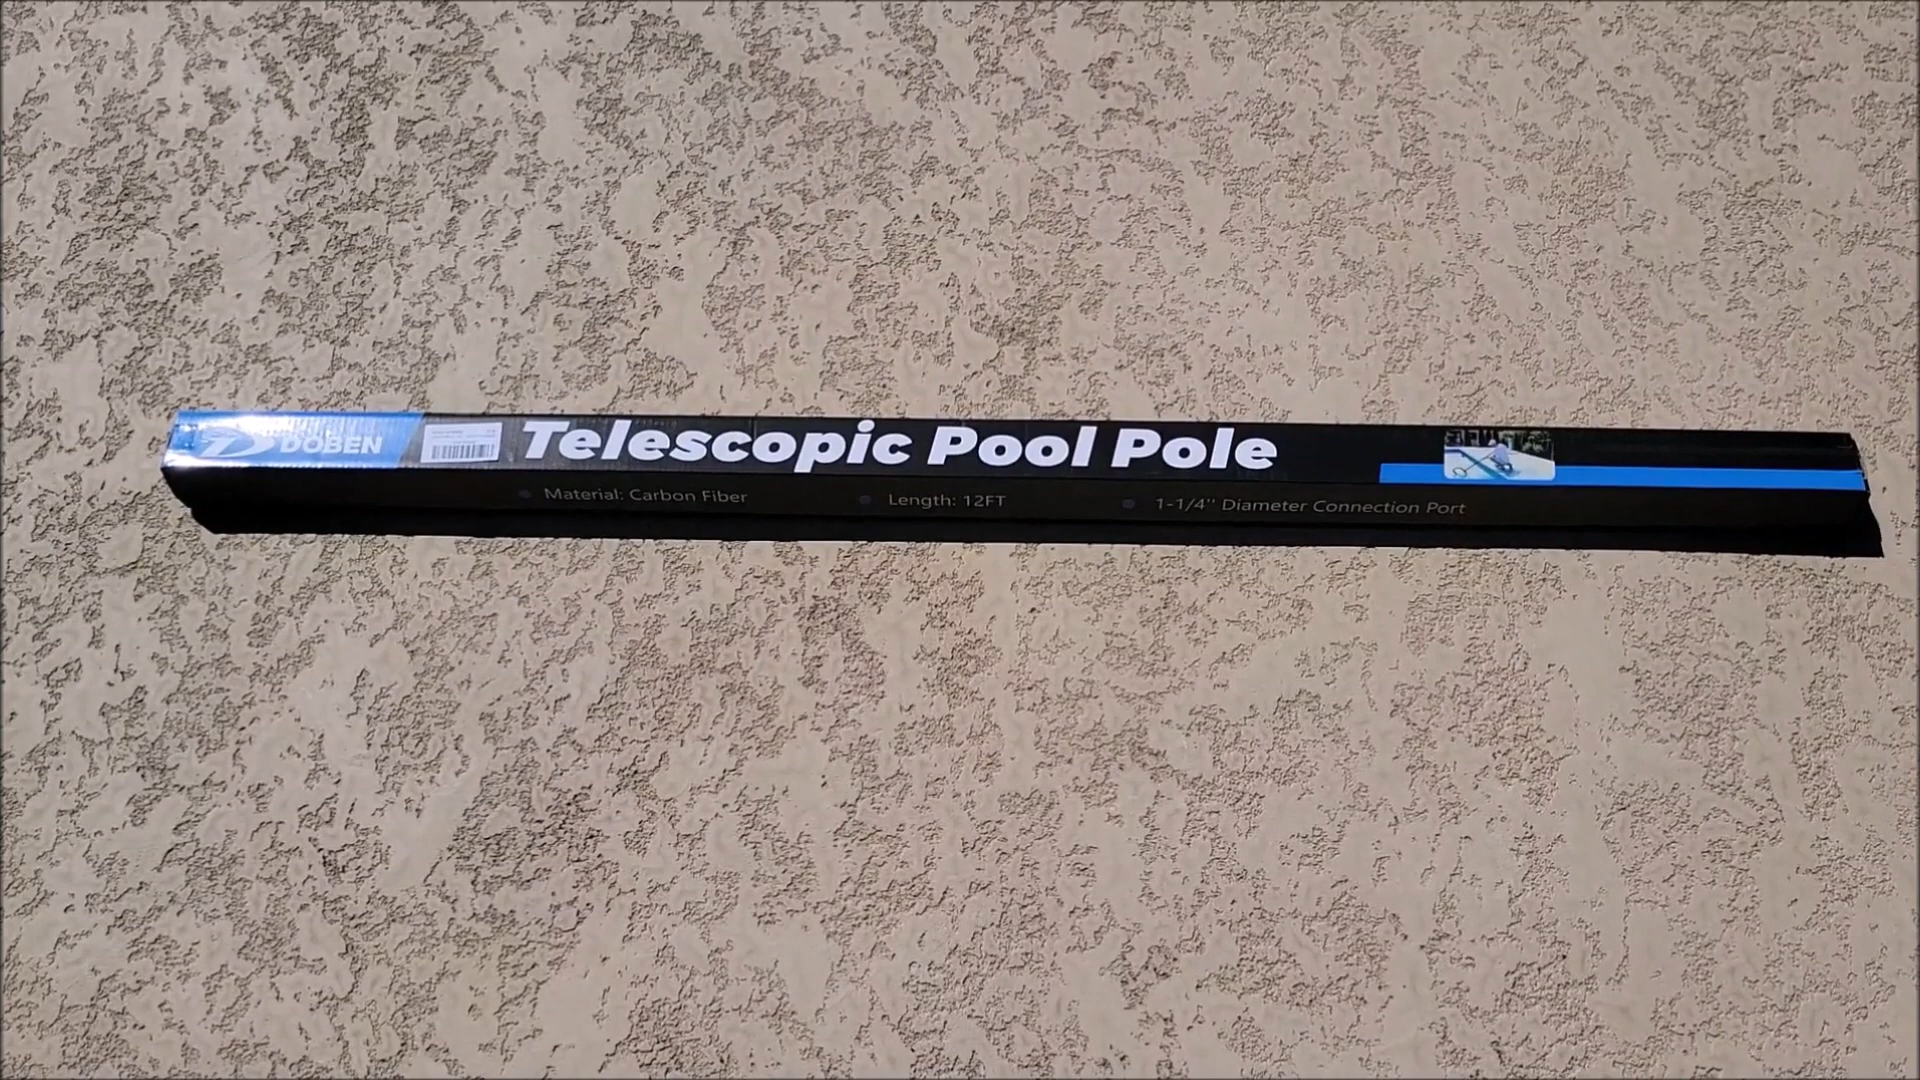 DOBEN
Telescopic Pool Pole
Material: Carbon Fiber
Length: 12FT
1-1/4'' Diameter Connection Port